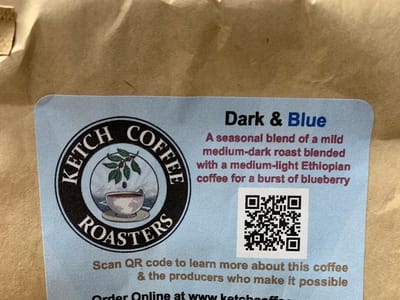 KETCH COFFEE
ROASTERS
Dark & Blue
A seasonal blend of a mild
medium-dark roast blended
with a medium-light Ethiopian
coffee for a burst of blueberry
Scan QR code to learn more about this coffee
& the producers who make it possible
Order Online at